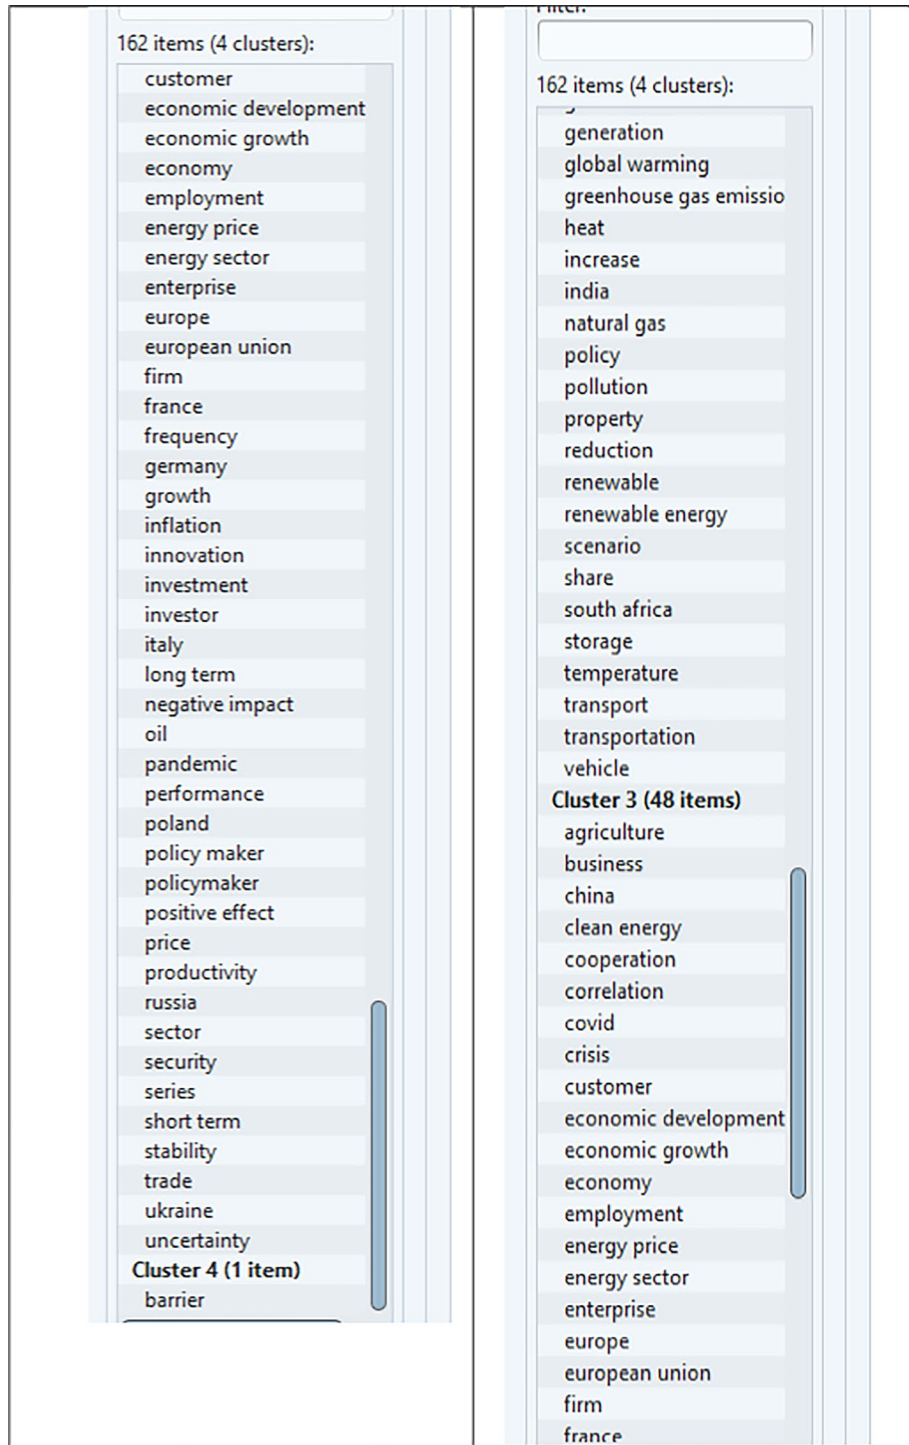 162 items (4 clusters):
customer
economic development
economic growth
economy
employment
energy price
energy sector
enterprise
europe
european union
firm
france
frequency
germany
growth
inflation
innovation
investment
investor
italy
long term
negative impact
oil
pandemic
performance
poland
policy maker
policymaker
positive effect
price
productivity
russia
sector
security
series
short term
stability
trade
ukraine
uncertainty
Cluster 4 (1 item)
barrier
Filter:
162 items (4 clusters):
generation
global warming
greenhouse gas emissio
heat
increase
india
natural gas
policy
pollution
property
reduction
renewable
renewable energy
scenario
share
south africa
storage
temperature
transport
transportation
vehicle
Cluster 3 (48 items)
agriculture
business
china
clean energy
cooperation
correlation
covid
crisis
customer
economic development
economic growth
economy
employment
energy price
energy sector
enterprise
europe
european union
firm
france